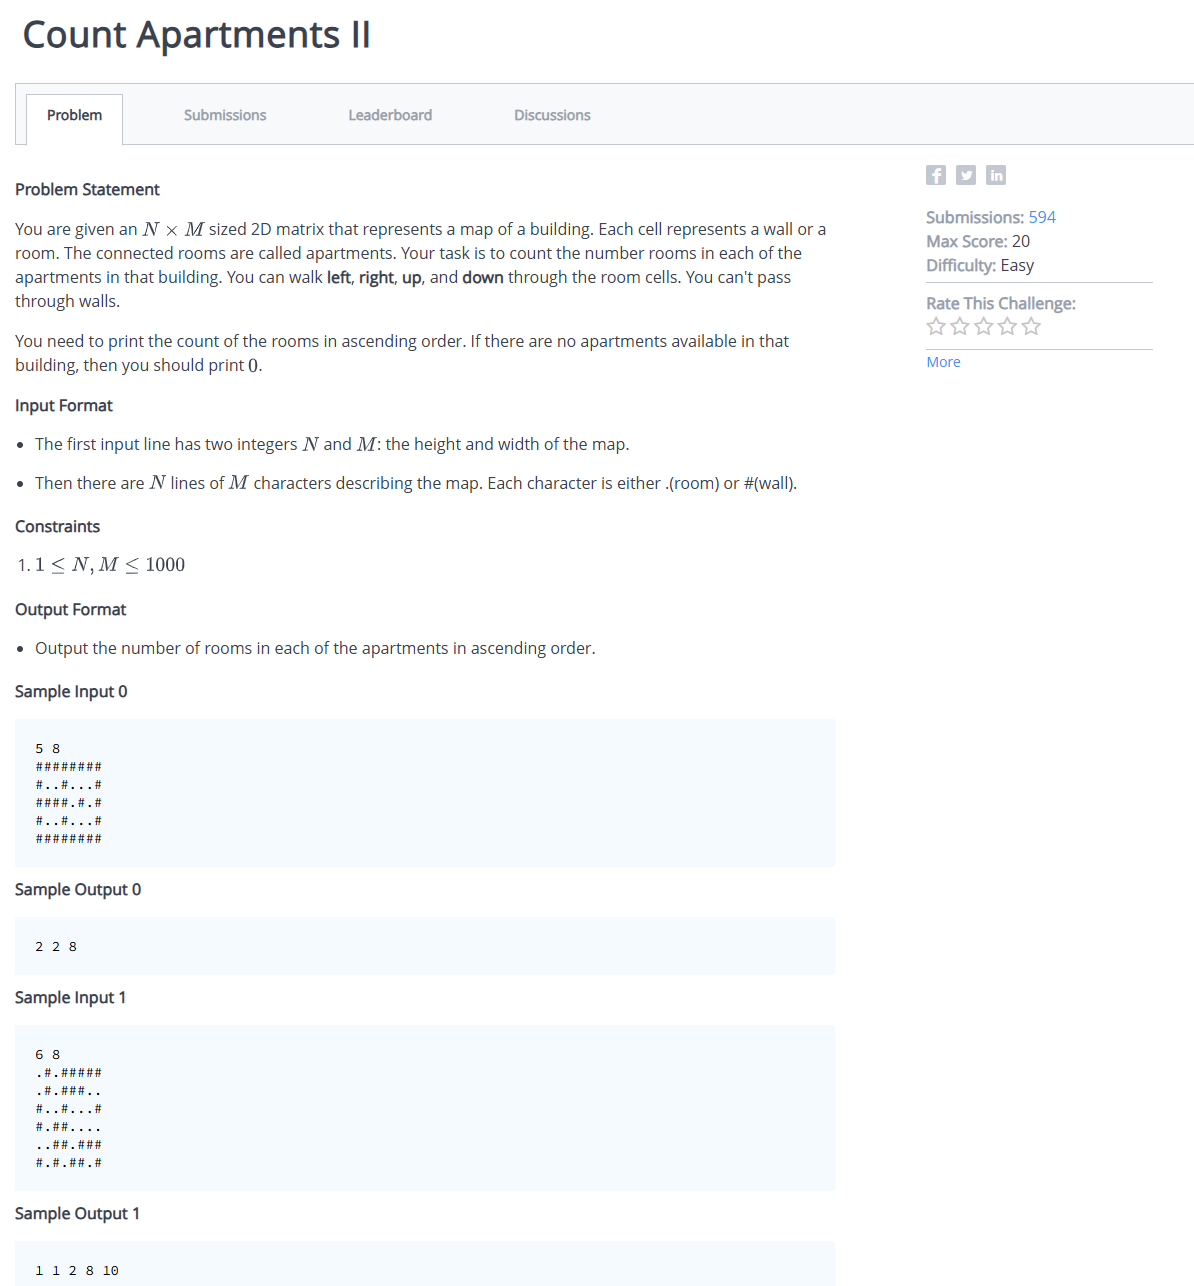 Count Apartments II
Problem
Submissions
Leaderboard
Discussions
Problem Statement
You are given an N × M sized 2D matrix that represents a map of a building. Each cell represents a wall or a
room. The connected rooms are called apartments. Your task is to count the number rooms in each of the
apartments in that building. You can walk left, right, up, and down through the room cells. You can't pass
through walls.
You need to print the count of the rooms in ascending order. If there are no apartments available in that
building, then you should print 0.
Input Format
• The first input line has two integers N and M: the height and width of the map.
• Then there are N lines of M characters describing the map. Each character is either .(room) or #(wall).
Constraints
1. 1 ≤ N, M ≤ 1000
Output Format
• Output the number of rooms in each of the apartments in ascending order.
Sample Input 0
5 8
########
#..#...#
####.#.#
#..#...#
########
Sample Output 0
2 2 8
Sample Input 1
6 8
.#.#####
.#.###..
#..#...#
#.##....
..##.###
#.#.##.#
Sample Output 1
1 1 2 8 10
f
in
Submissions: 594
Max Score: 20
Difficulty: Easy
Rate This Challenge:
More